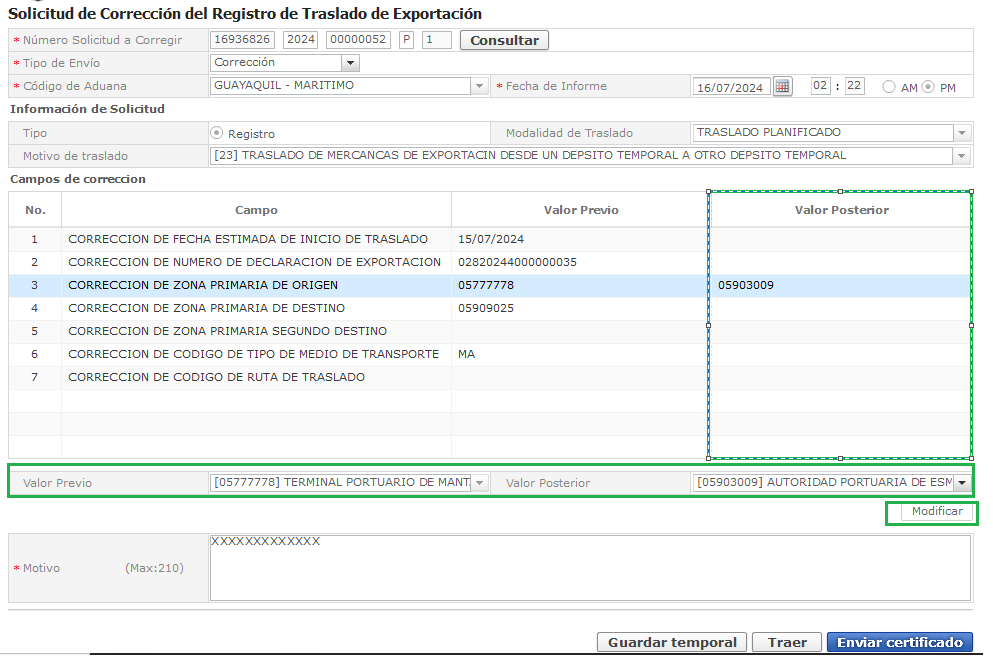 Solicitud de Corrección del Registro de Traslado de Exportación
* Número Solicitud a Corregir 16936826 2024 00000052 P 1 Consultar
* Tipo de Envío Corrección
* Código de Aduana GUAYAQUIL - MARITIMO * Fecha de Informe 16/07/2024 02 : 22 AM PM
Información de Solicitud
Tipo Registro Modalidad de Traslado TRASLADO PLANIFICADO
Motivo de traslado [23] TRASLADO DE MERCANCAS DE EXPORTACIN DESDE UN DEPSITO TEMPORAL A OTRO DEPSITO TEMPORAL
Campos de correccion
No. Campo Valor Previo Valor Posterior
1 CORRECCION DE FECHA ESTIMADA DE INICIO DE TRASLADO 15/07/2024
2 CORRECCION DE NUMERO DE DECLARACION DE EXPORTACION 02820244000000035
3 CORRECCION DE ZONA PRIMARIA DE ORIGEN 05777778 05903009
4 CORRECCION DE ZONA PRIMARIA DE DESTINO 05909025
5 CORRECCION DE ZONA PRIMARIA SEGUNDO DESTINO
6 CORRECCION DE CODIGO DE TIPO DE MEDIO DE TRANSPORTE MA
7 CORRECCION DE CODIGO DE RUTA DE TRASLADO
Valor Previo [05777778] TERMINAL PORTUARIO DE MANT Valor Posterior [05903009] AUTORIDAD PORTUARIA DE ESM
Modificar
XXXXXXXXXXXXX
* Motivo (Max:210)
Guardar temporal Traer Enviar certificado